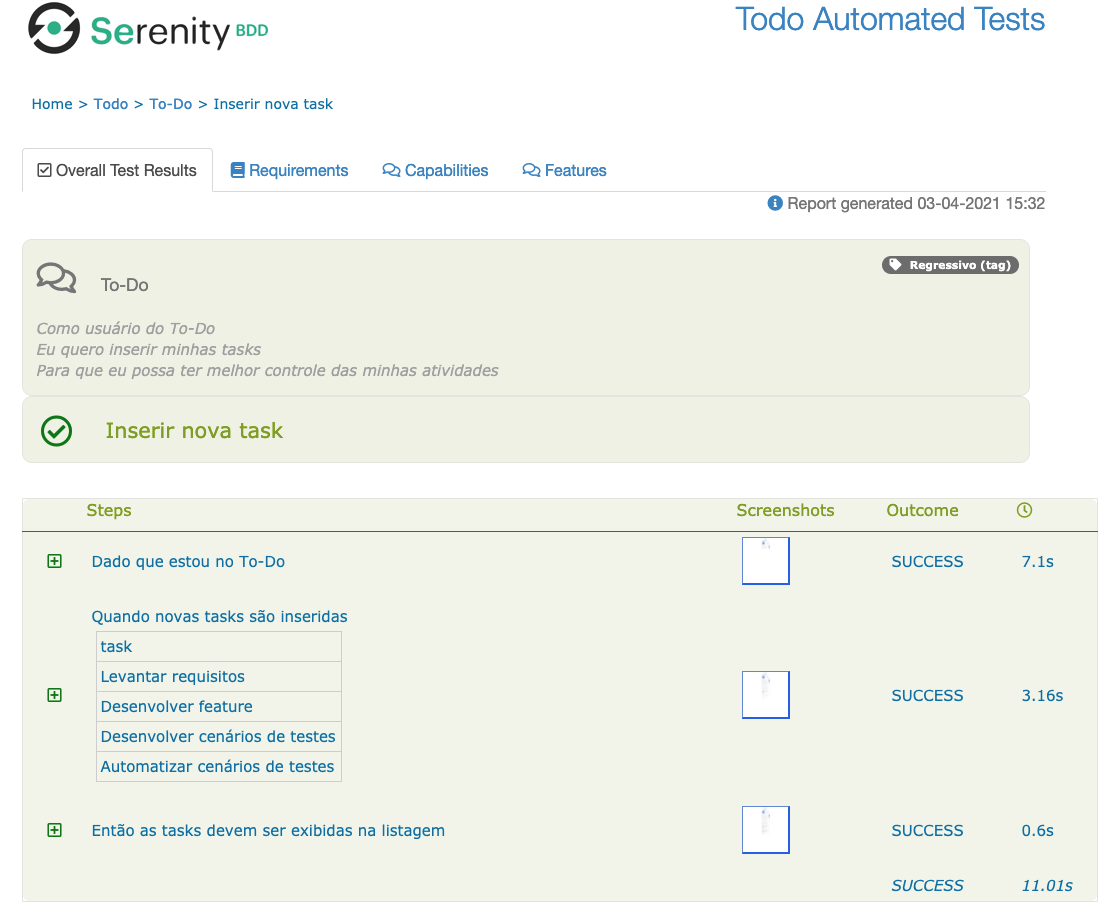 Serenity BDD
Todo Automated Tests
Home > Todo > To-Do > Inserir nova task
Overall Test Results Requirements Capabilities Features
Report generated 03-04-2021 15:32
Regressivo (tag)
To-Do
Como usuário do To-Do
Eu quero inserir minhas tasks
Para que eu possa ter melhor controle das minhas atividades
Inserir nova task
Steps Screenshots Outcome
Dado que estou no To-Do SUCCESS 7.1s
Quando novas tasks são inseridas
task
Levantar requisitos
SUCCESS 3.16s
Desenvolver feature
Desenvolver cenários de testes
Automatizar cenários de testes
Então as tasks devem ser exibidas na listagem SUCCESS 0.6s
SUCCESS 11.01s